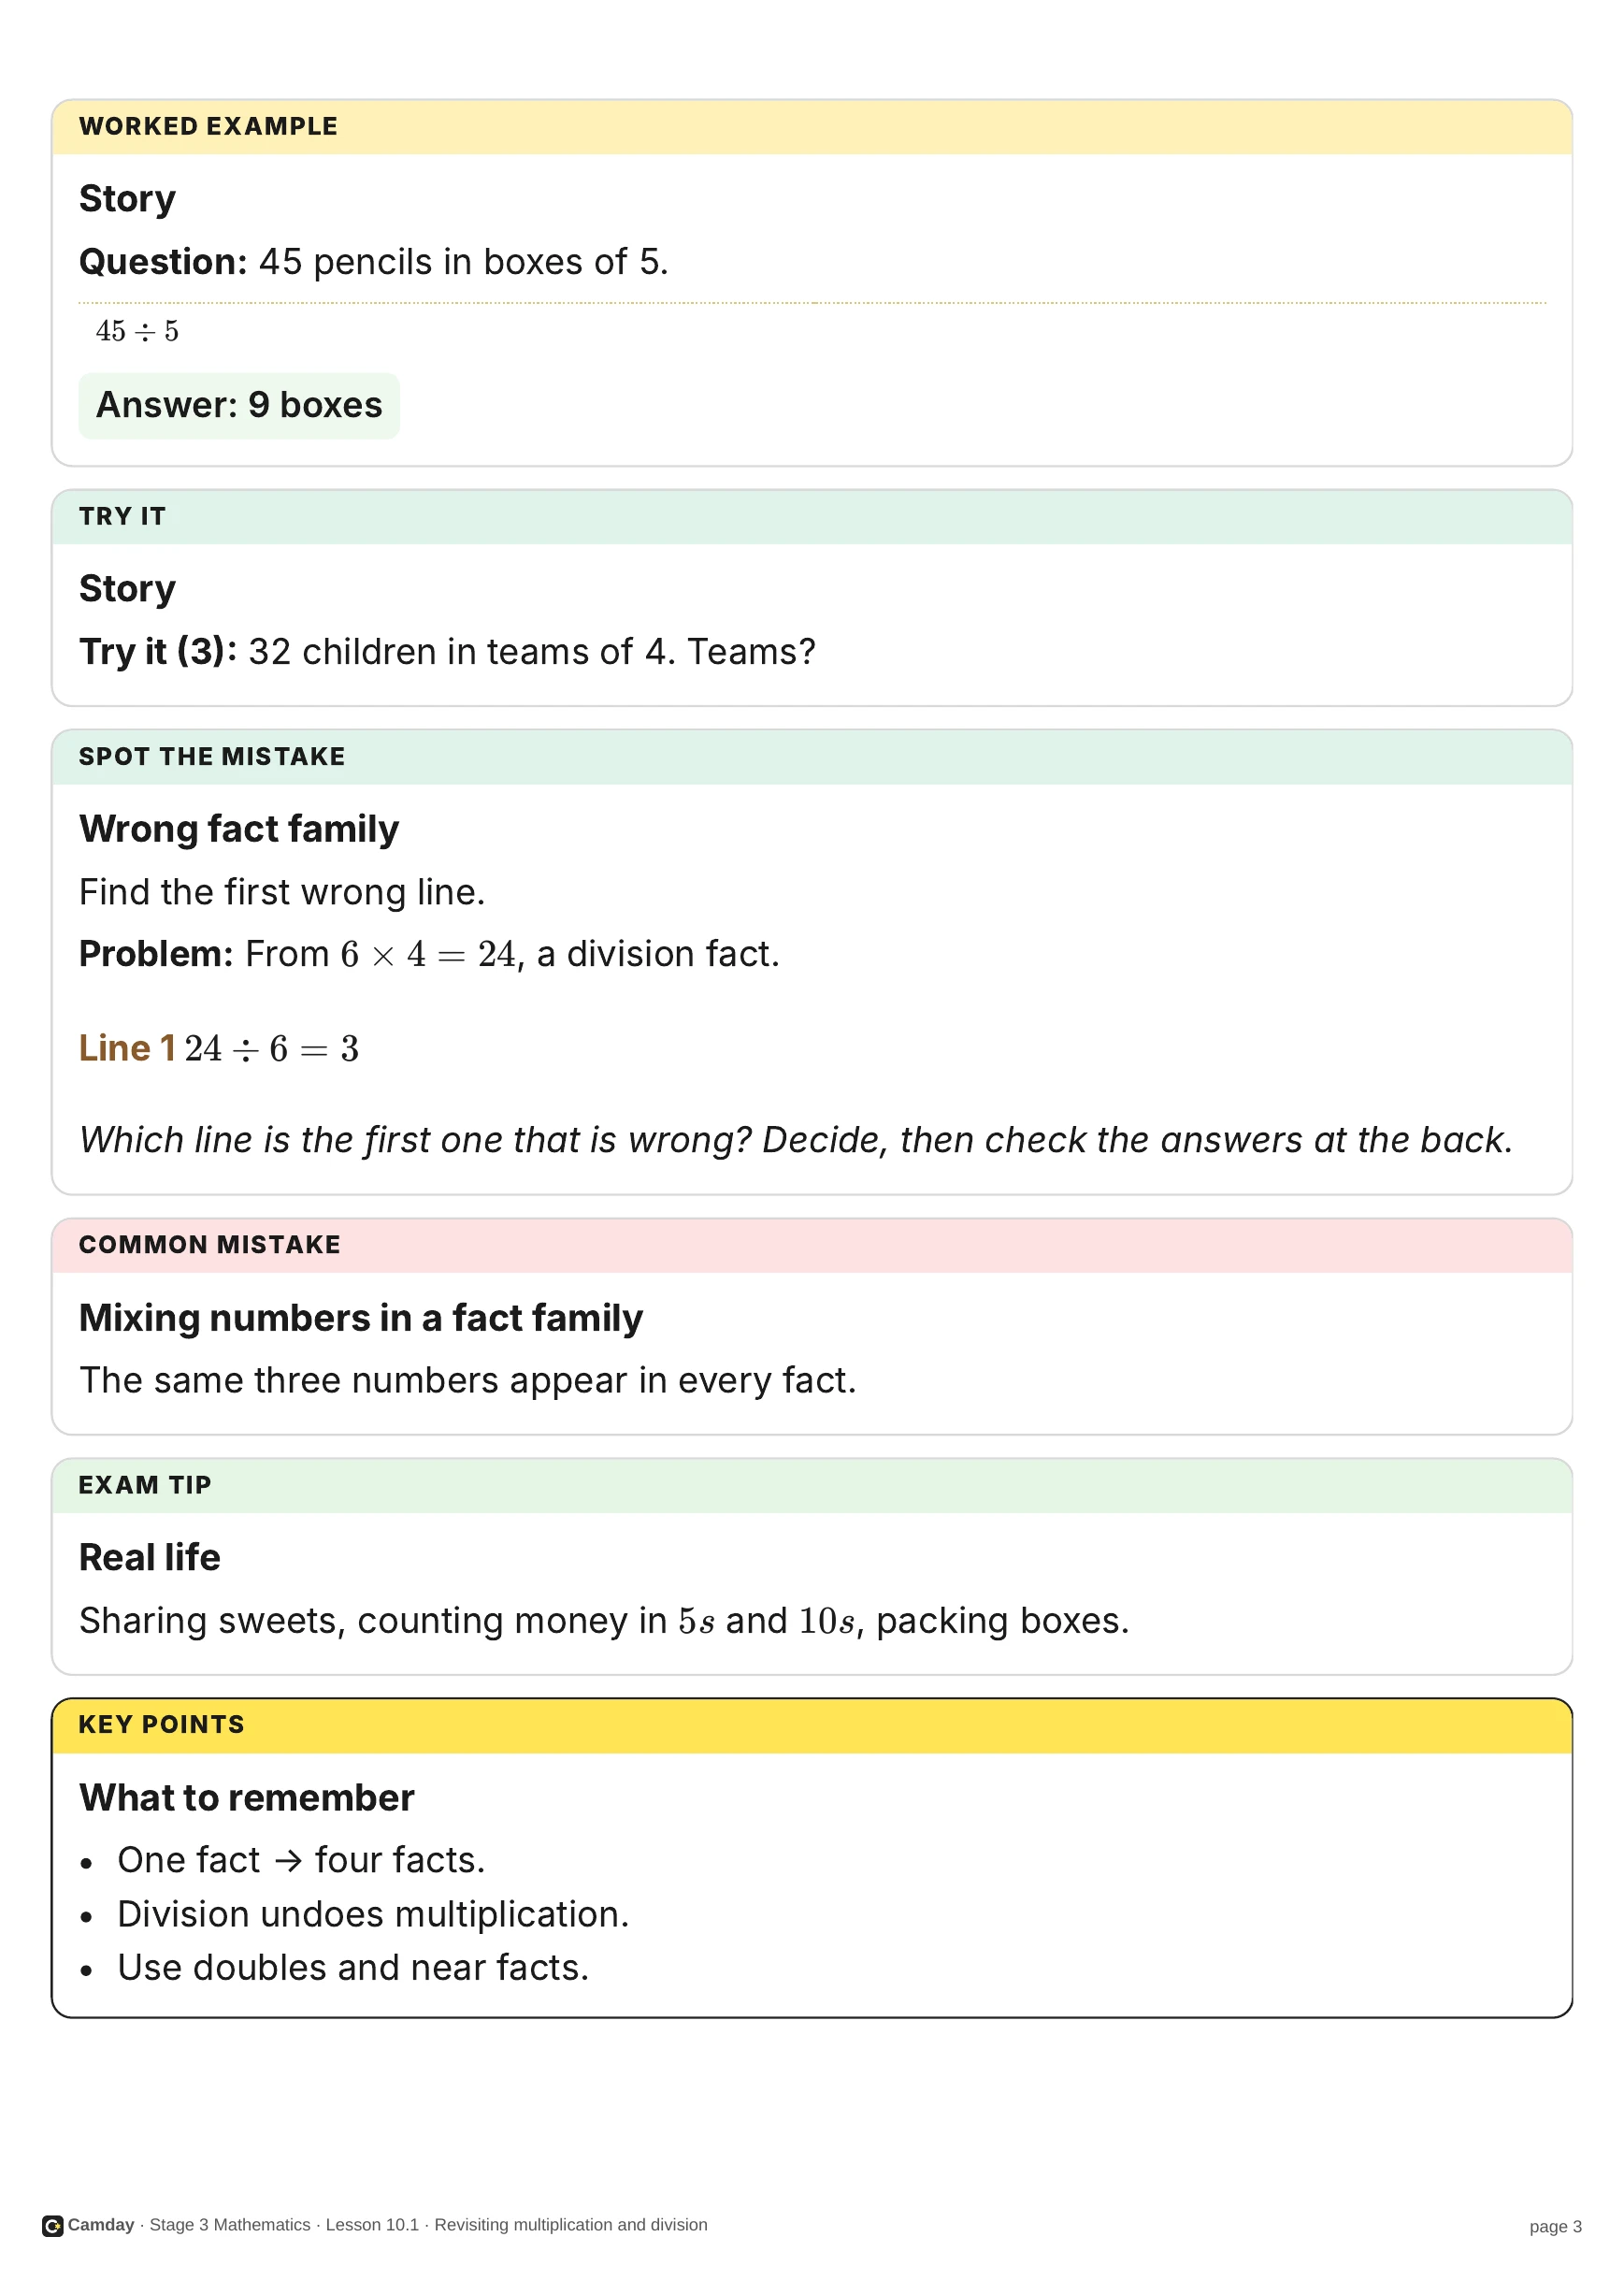 WORKED EXAMPLE
Story
Question: 45 pencils in boxes of 5.
45 ÷ 5
Answer: 9 boxes
TRY IT
Story
Try it (3): 32 children in teams of 4. Teams?
SPOT THE MISTAKE
Wrong fact family
Find the first wrong line.
Problem: From 6 × 4 = 24, a division fact.
Line 1 24 ÷ 6 = 3
Which line is the first one that is wrong? Decide, then check the answers at the back.
COMMON MISTAKE
Mixing numbers in a fact family
The same three numbers appear in every fact.
EXAM TIP
Real life
Sharing sweets, counting money in 5s and 10s, packing boxes.
KEY POINTS
What to remember
• One fact → four facts.
• Division undoes multiplication.
• Use doubles and near facts.
Camday · Stage 3 Mathematics · Lesson 10.1 · Revisiting multiplication and division
page 3